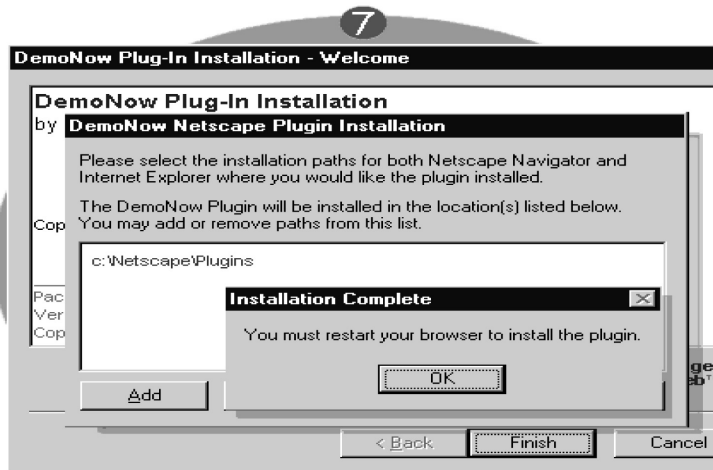 7
DemoNow Plug-In Installation - Welcome
DemoNow Plug-In Installation
by
DemoNow Netscape Plugin Installation
Please select the installation paths for both Netscape Navigator and
Internet Explorer where you would like the plugin installed.
The DemoNow Plugin will be installed in the location(s) listed below.
You may add or remove paths from this list.
Cop
c:\Netscape\Plugins
Pac
Ver
Cop
Installation Complete
You must restart your browser to install the plugin.
OK
Add
ge
eb
< Back
Finish
Cancel